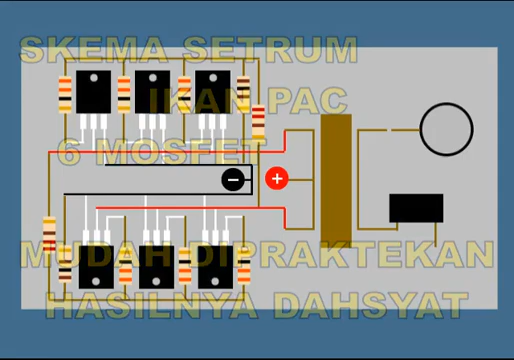 SKEMA SETRUM
IKAN PAC
6 MOSFET
− +
MUDAH DIPRAKTEKAN
HASILNYA DAHSYAT